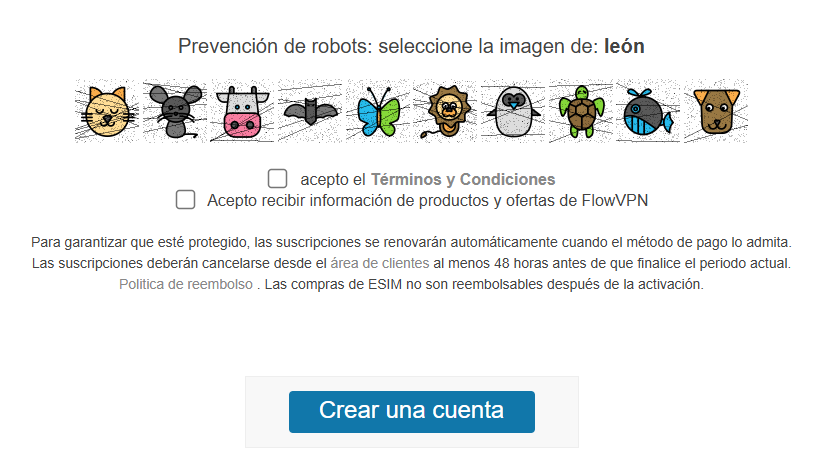 Prevención de robots: seleccione la imagen de: león
acepto el Términos y Condiciones
Acepto recibir información de productos y ofertas de FlowVPN
Para garantizar que esté protegido, las suscripciones se renovarán automáticamente cuando el método de pago lo admita.
Las suscripciones deberán cancelarse desde el área de clientes al menos 48 horas antes de que finalice el periodo actual.
Politica de reembolso . Las compras de ESIM no son reembolsables después de la activación.
Crear una cuenta